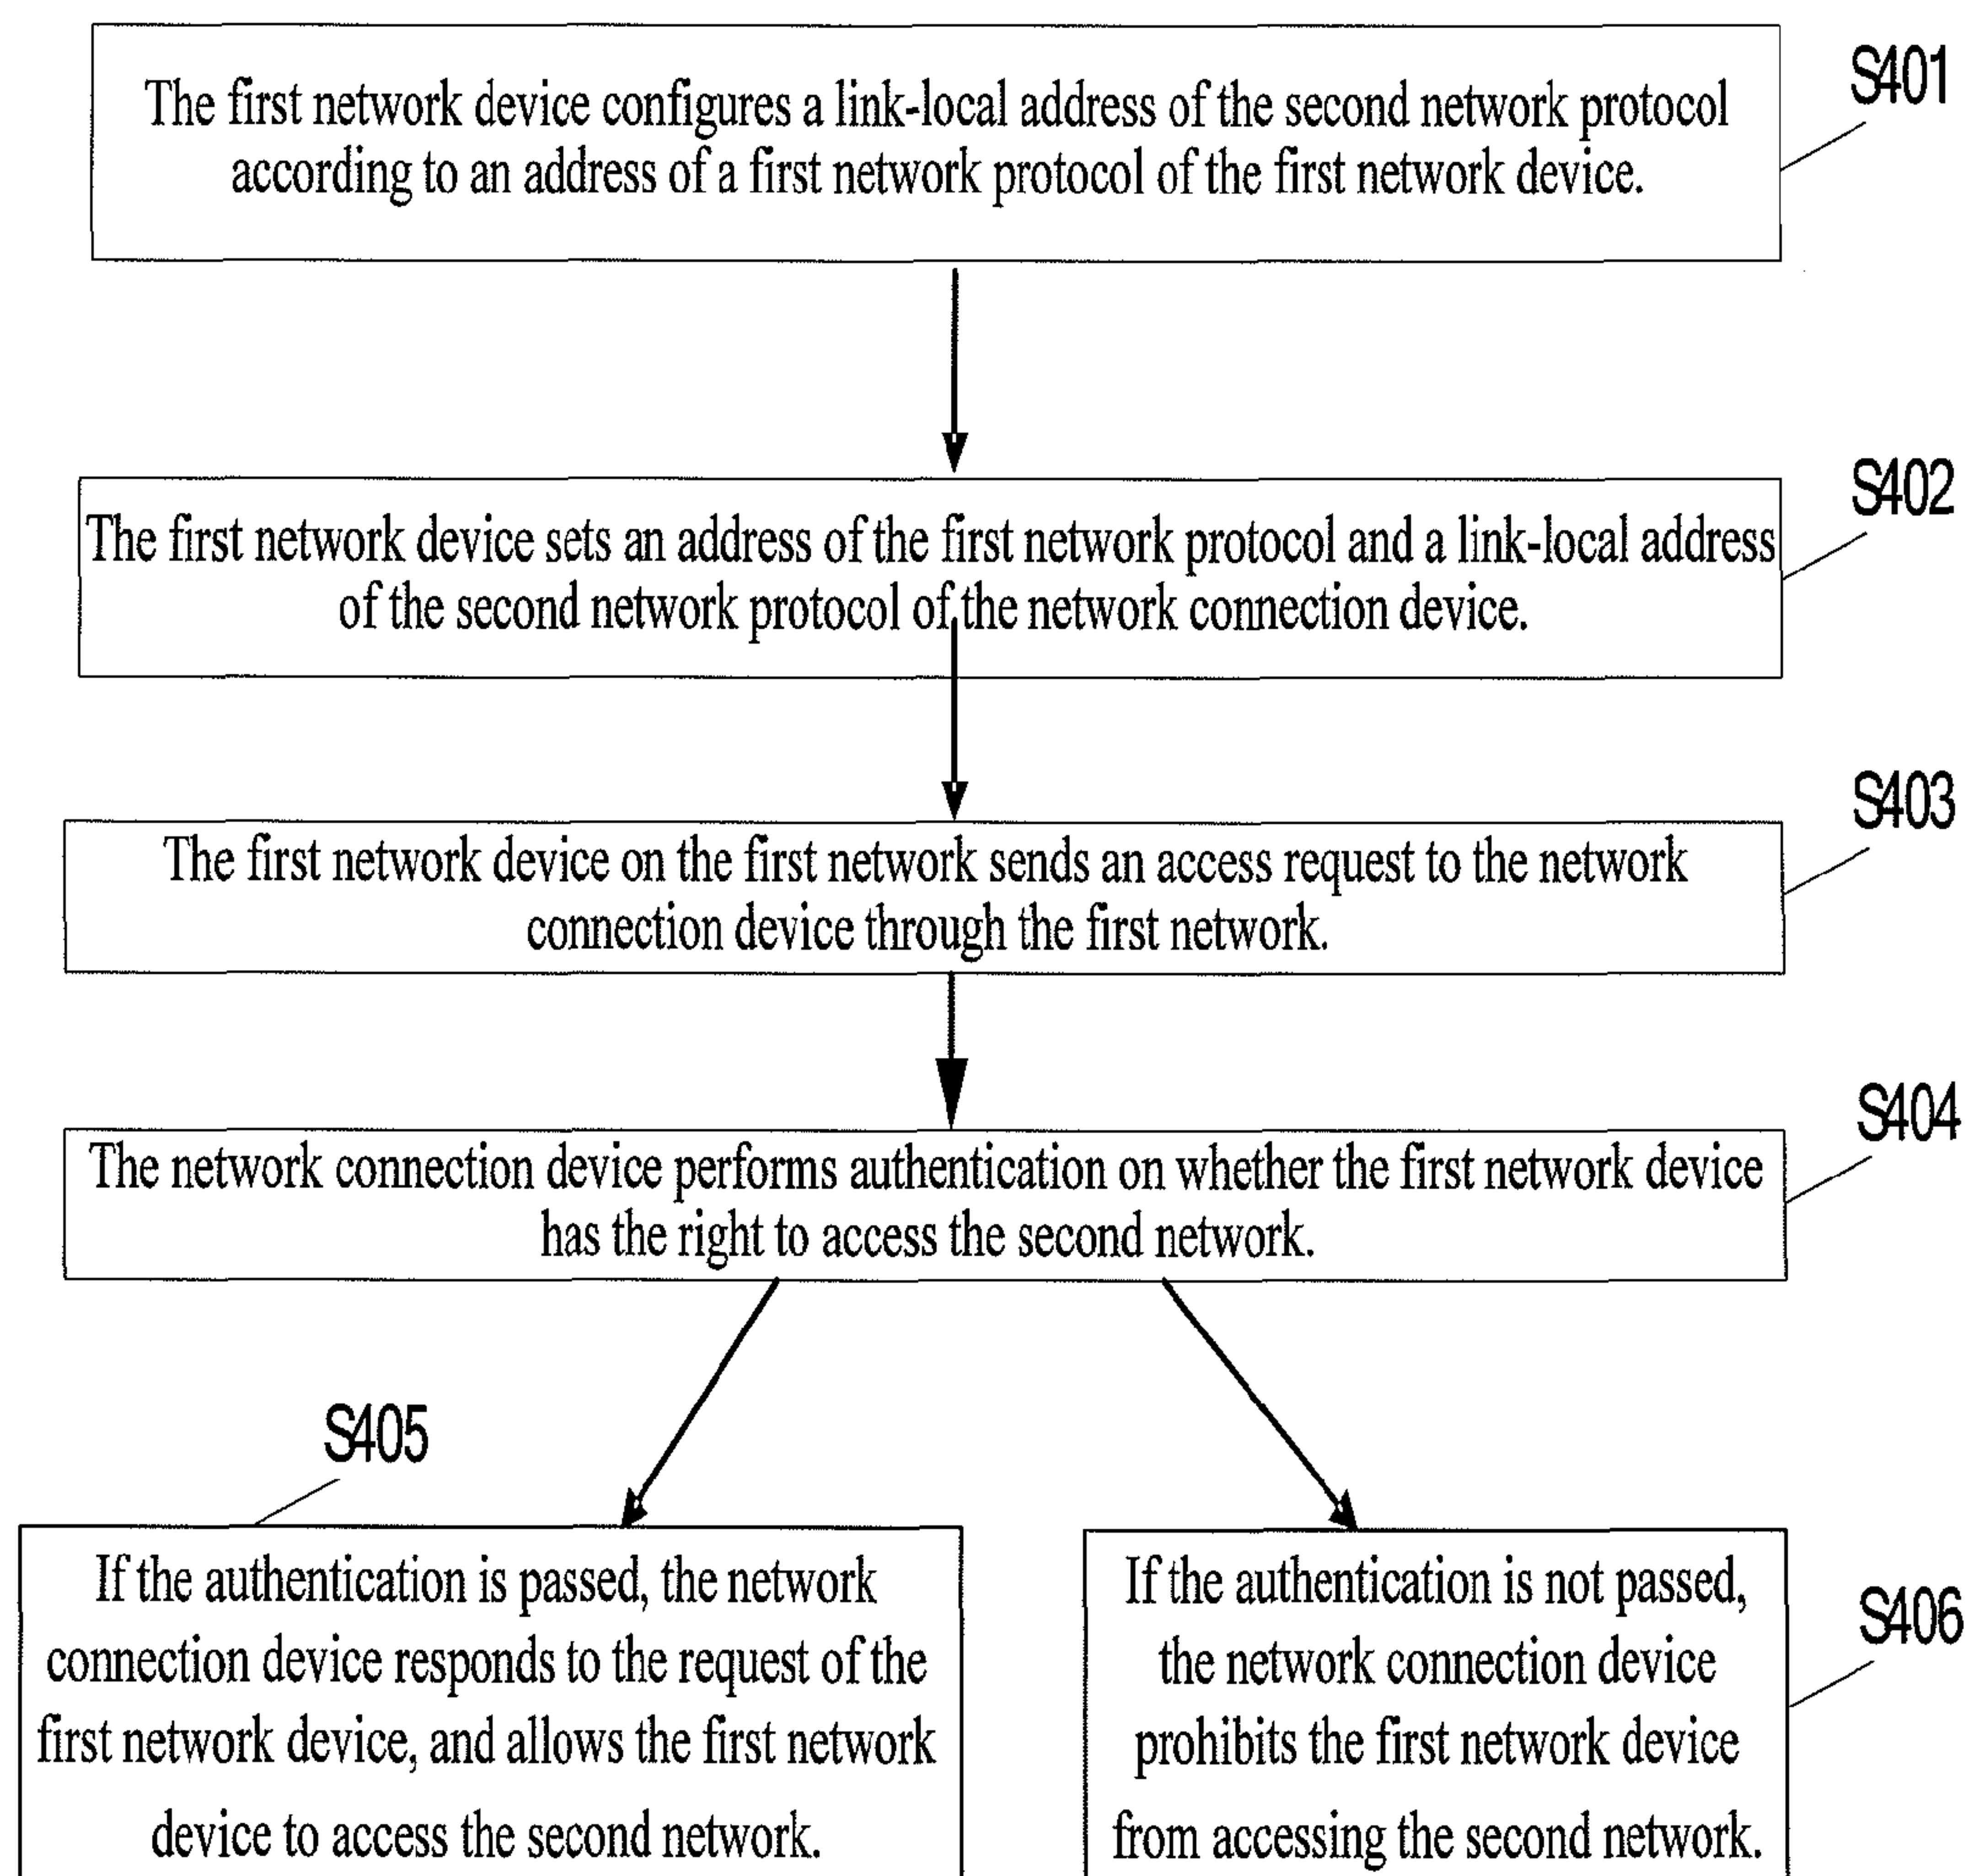 S401
The first network device configures a link-local address of the second network protocol
according to an address of a first network protocol of the first network device.
S402
The first network device sets an address of the first network protocol and a link-local address
of the second network protocol of the network connection device.
S403
The first network device on the first network sends an access request to the network
connection device through the first network.
S404
The network connection device performs authentication on whether the first network device
has the right to access the second network.
S405
If the authentication is passed, the network
connection device responds to the request of the
first network device, and allows the first network
device to access the second network.
S406
If the authentication is not passed,
the network connection device
prohibits the first network device
from accessing the second network.